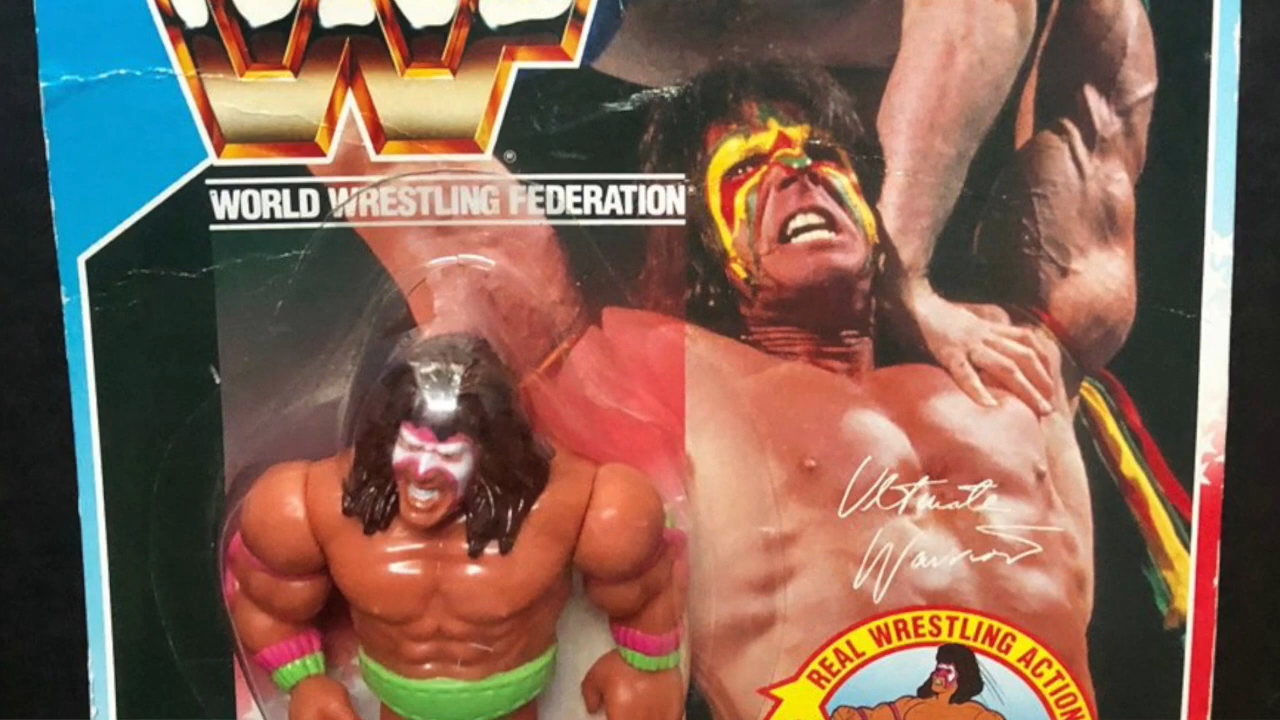 WORLD WRESTLING FEDERATION
Ultimate
Warrior
REAL WRESTLING ACTION